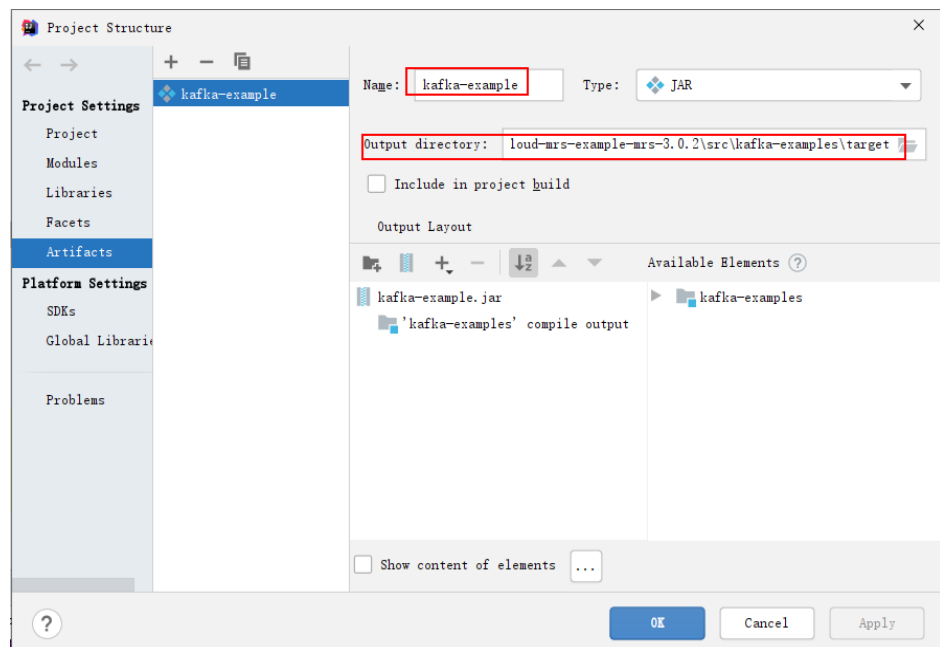 Project Structure
Project Settings
Project
Modules
Libraries
Facets
Artifacts
Platform Settings
SDKs
Global Librarie
Problems
kafka-example
Name: kafka-example Type: JAR
Output directory: loud-mrs-example-mrs-3.0.2\src\kafka-examples\target
Include in project build
Output Layout
Available Elements ?
kafka-example.jar
'kafka-examples' compile output
kafka-examples
Show content of elements ...
? OK Cancel Apply